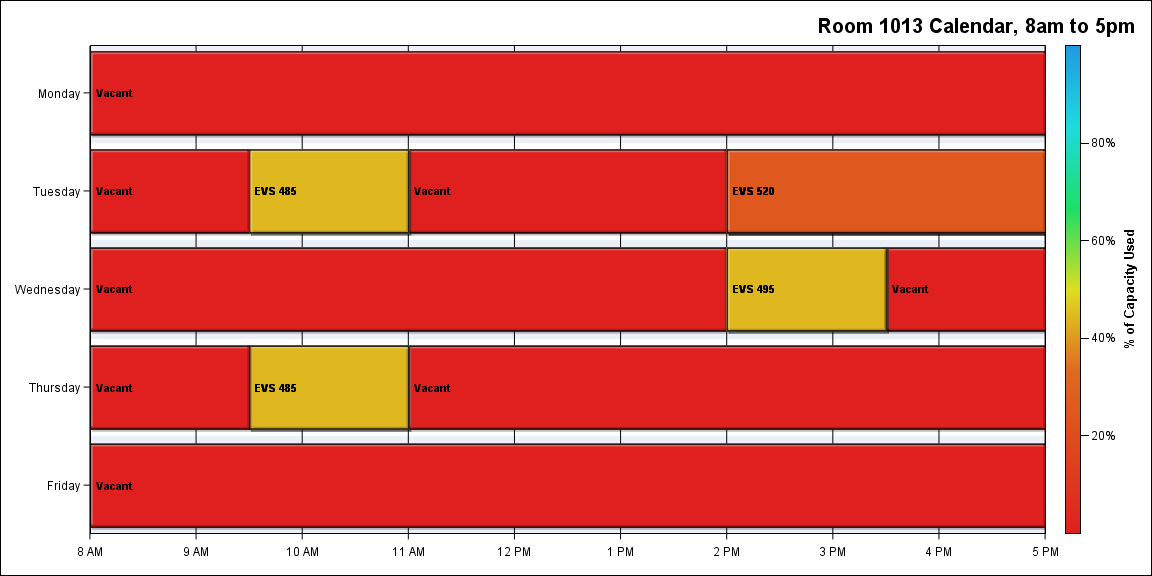 Room 1013 Calendar, 8am to 5pm
Monday
Vacant
Tuesday
Vacant
EVS 485
Vacant
EVS 520
Wednesday
Vacant
EVS 495
Vacant
Thursday
Vacant
EVS 485
Vacant
Friday
Vacant
8 AM
9 AM
10 AM
11 AM
12 PM
1 PM
2 PM
3 PM
4 PM
5 PM
80%
60%
40%
20%
% of Capacity Used